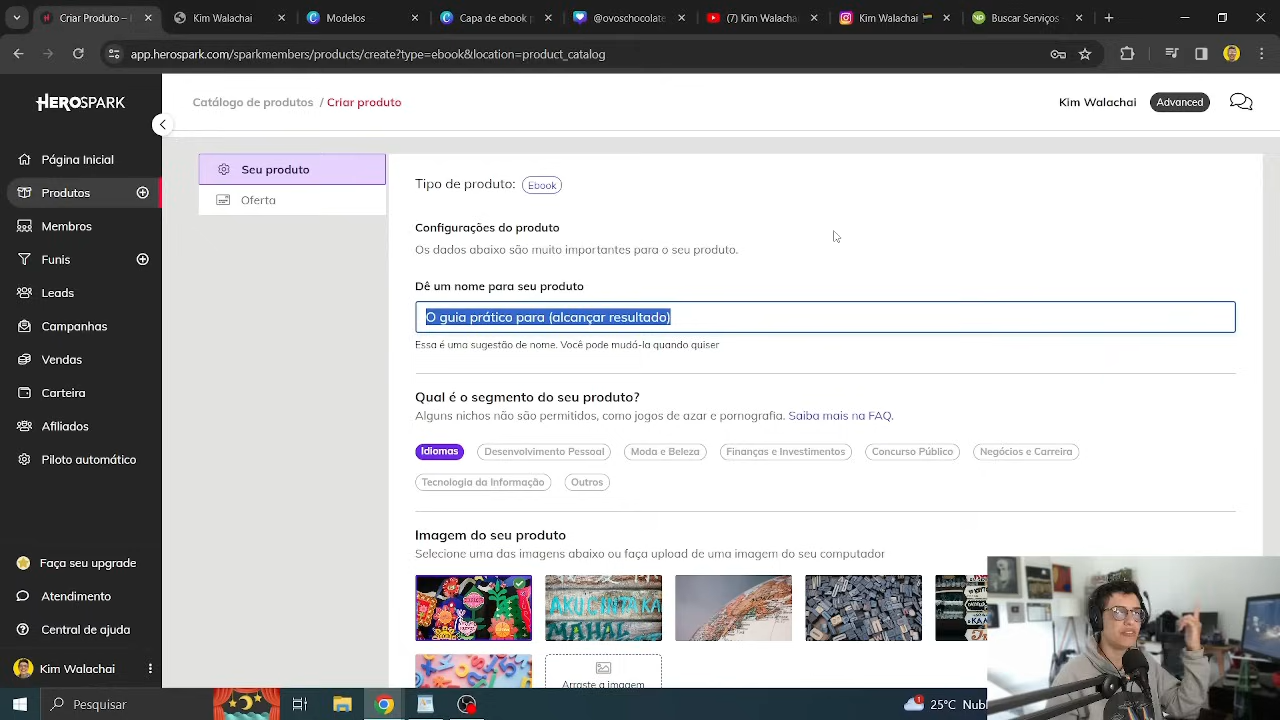 Produto - I
Kim Walachai
Modelos
Capa de ebook p
@ovoschocolate
(7) Kim Walacha
Kim Walachai
Buscar Serviços
app.herospark.com/sparkmembers/products/create?type=ebook&location=product_catalog
HEROSPARK
Catálogo de produtos / Criar produto
Kim Walachai
Advanced
Página Inicial
Produtos
Membros
Funis
Leads
Campanhas
Vendas
Carteira
Afiliados
Piloto automático
Faça seu upgrade
Atendimento
Central de ajuda
Kim Walachai
Seu produto
Oferta
Tipo de produto: Ebook
Configurações do produto
Os dados abaixo são muito importantes para o seu produto.
Dê um nome para seu produto
O guia prático para (alcançar resultado)
Essa é uma sugestão de nome. Você pode mudá-la quando quiser
Qual é o segmento do seu produto?
Alguns nichos não são permitidos, como jogos de azar e pornografia. Saiba mais na FAQ.
Idiomas Desenvolvimento Pessoal Moda e Beleza Finanças e Investimentos Concurso Público Negócios e Carreira
Tecnologia da Informação Outros
Imagem do seu produto
Selecione uma das imagens abaixo ou faça upload de uma imagem do seu computador
MAHAL
Arraste a imagem
Pesquisar
1
25°C Nub